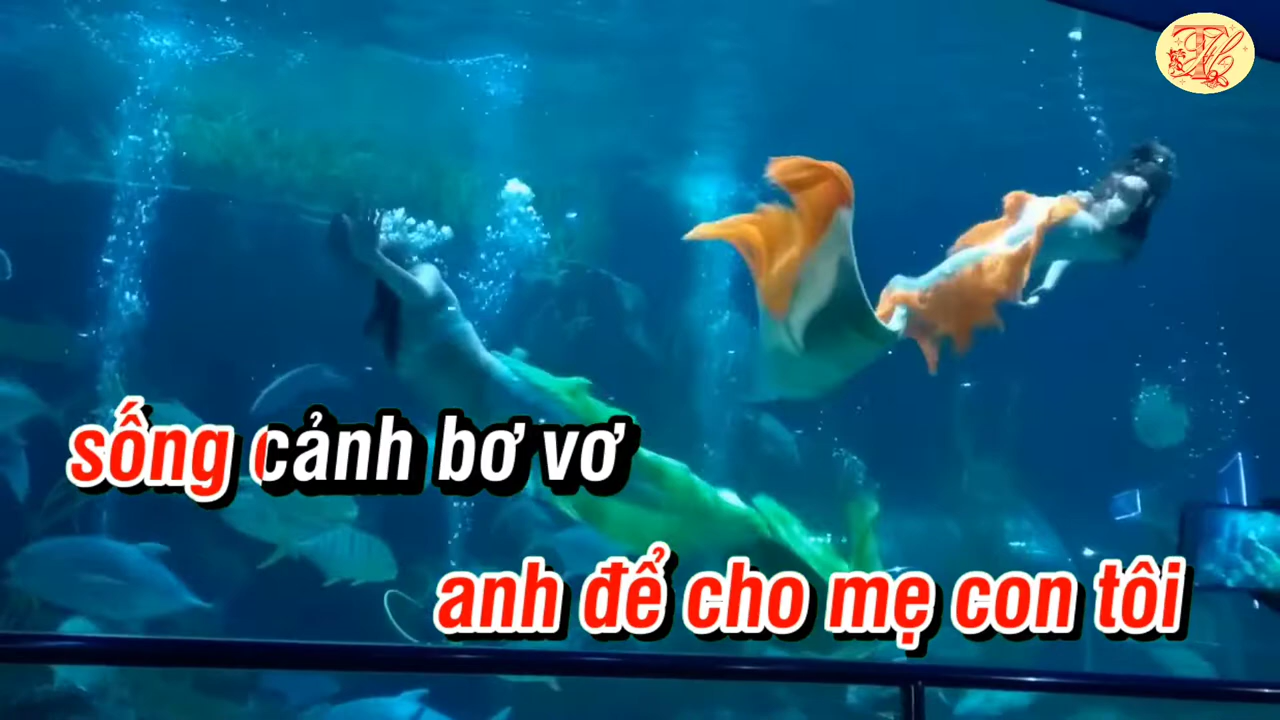 sống cảnh bơ vơ
anh để cho mẹ con tôi